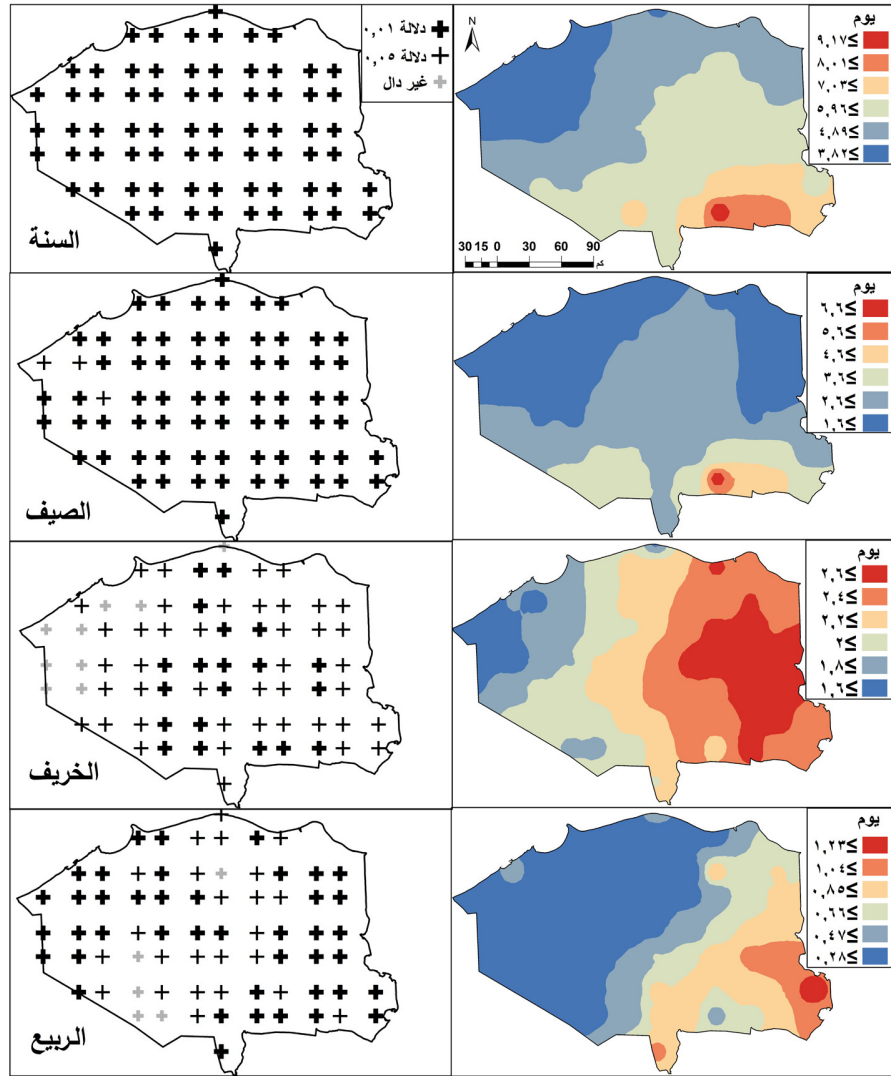 دلالة ٠,٠١
دلالة ٠,٠٥
غير دال
السنة
N
يوم
≥٩,١٧
≥٨,٠١
≥٧,٠٣
≥٥,٩٦
≥٤,٨٩
≥٣,٨٢
30 15 0 30 60 90
كم
الصيف
يوم
≥٦,٦
≥٥,٦
≥٤,٦
≥٣,٦
≥٢,٦
≥١,٦
الخريف
يوم
≥٢,٦
≥٢,٤
≥٢,٢
≥٢
≥١,٨
≥١,٦
الربيع
يوم
≥١,٢٣
≥١,٠٤
≥٠,٨٥
≥٠,٦٦
≥٠,٤٧
≥٠,٢٨